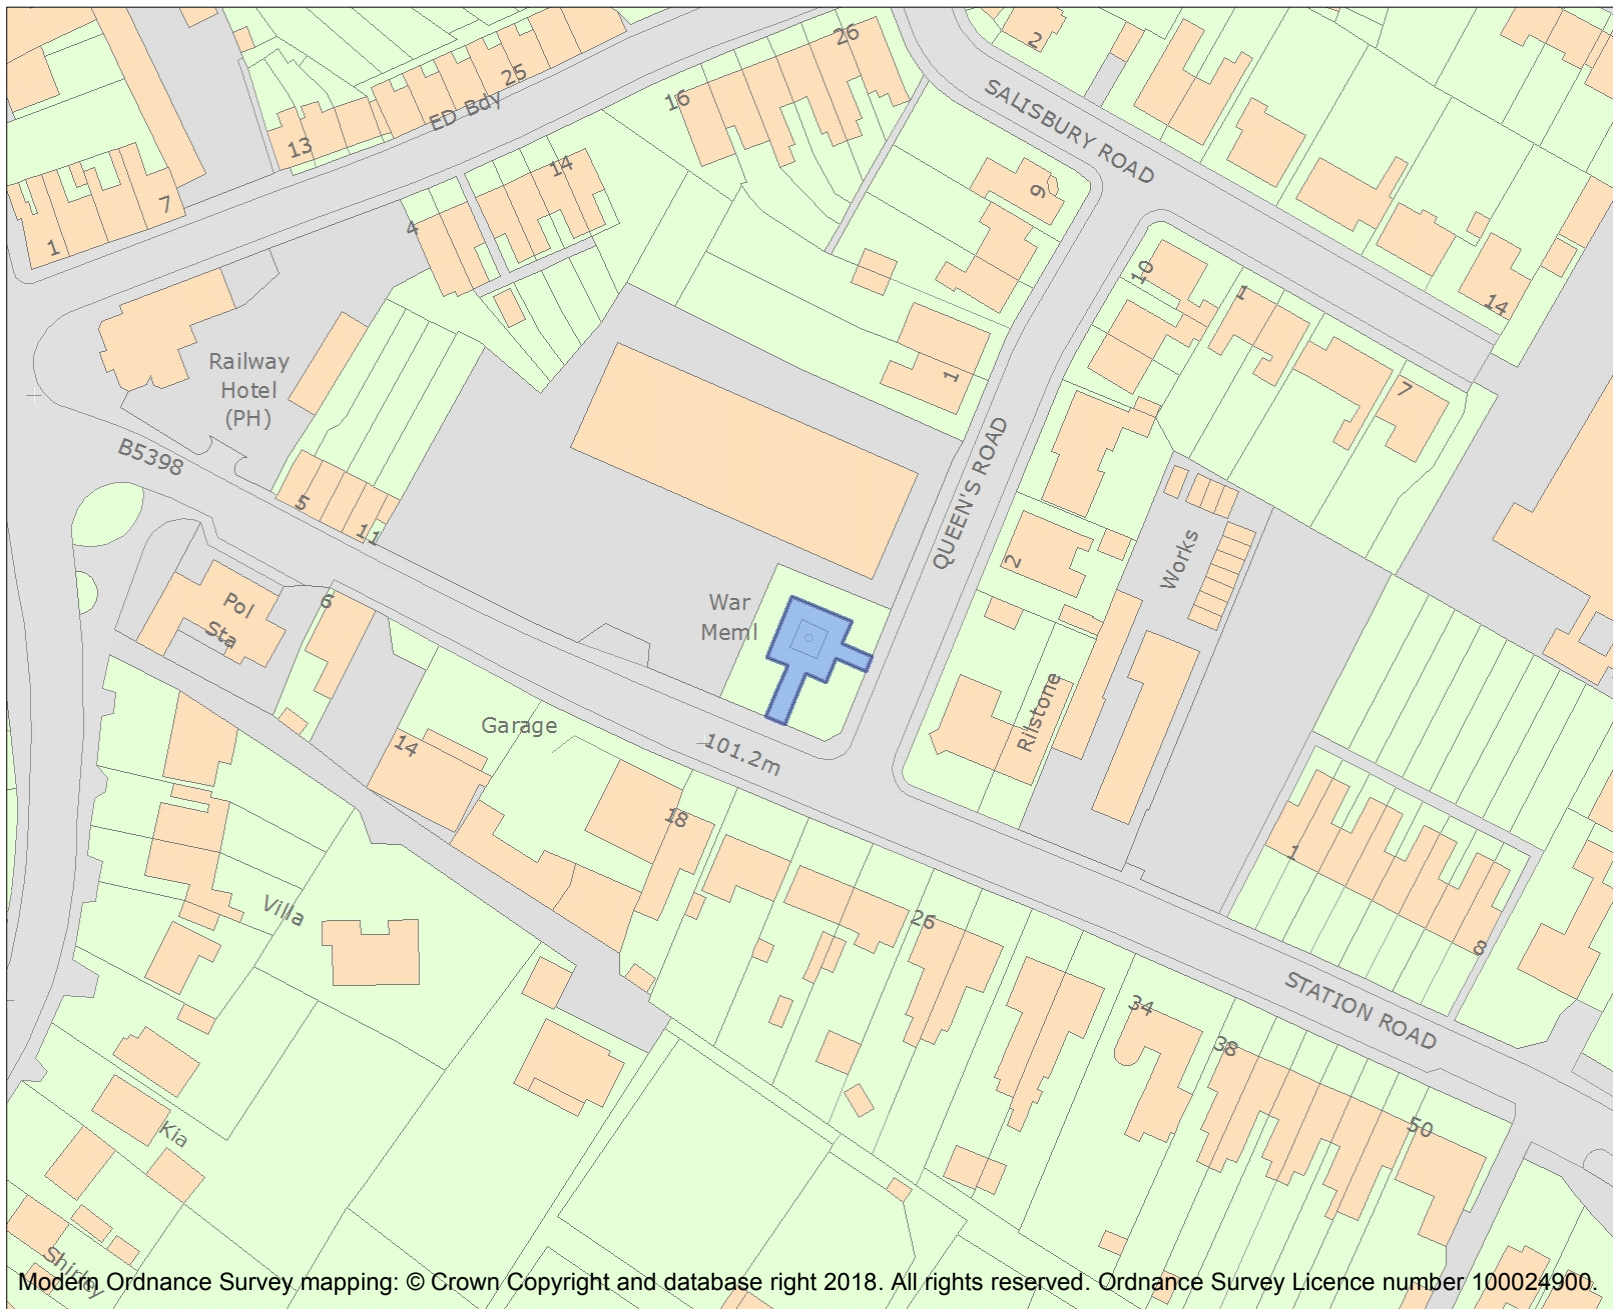 26
2
SALISBURY ROAD
25
16
ED Bdy
13
14
9
7
4
1
10
1
14
Railway
Hotel
(PH)
1
7
B5398
QUEEN'S ROAD
5
11
Works
2
War
Meml
6
Pol
Sta
Rilstone
Garage
14
101.2m
18
1
Villa
26
8
STATION ROAD
34
38
Kia
50
Shirley
Modern Ordnance Survey mapping: © Crown Copyright and database right 2018. All rights reserved. Ordnance Survey Licence number 100024900.